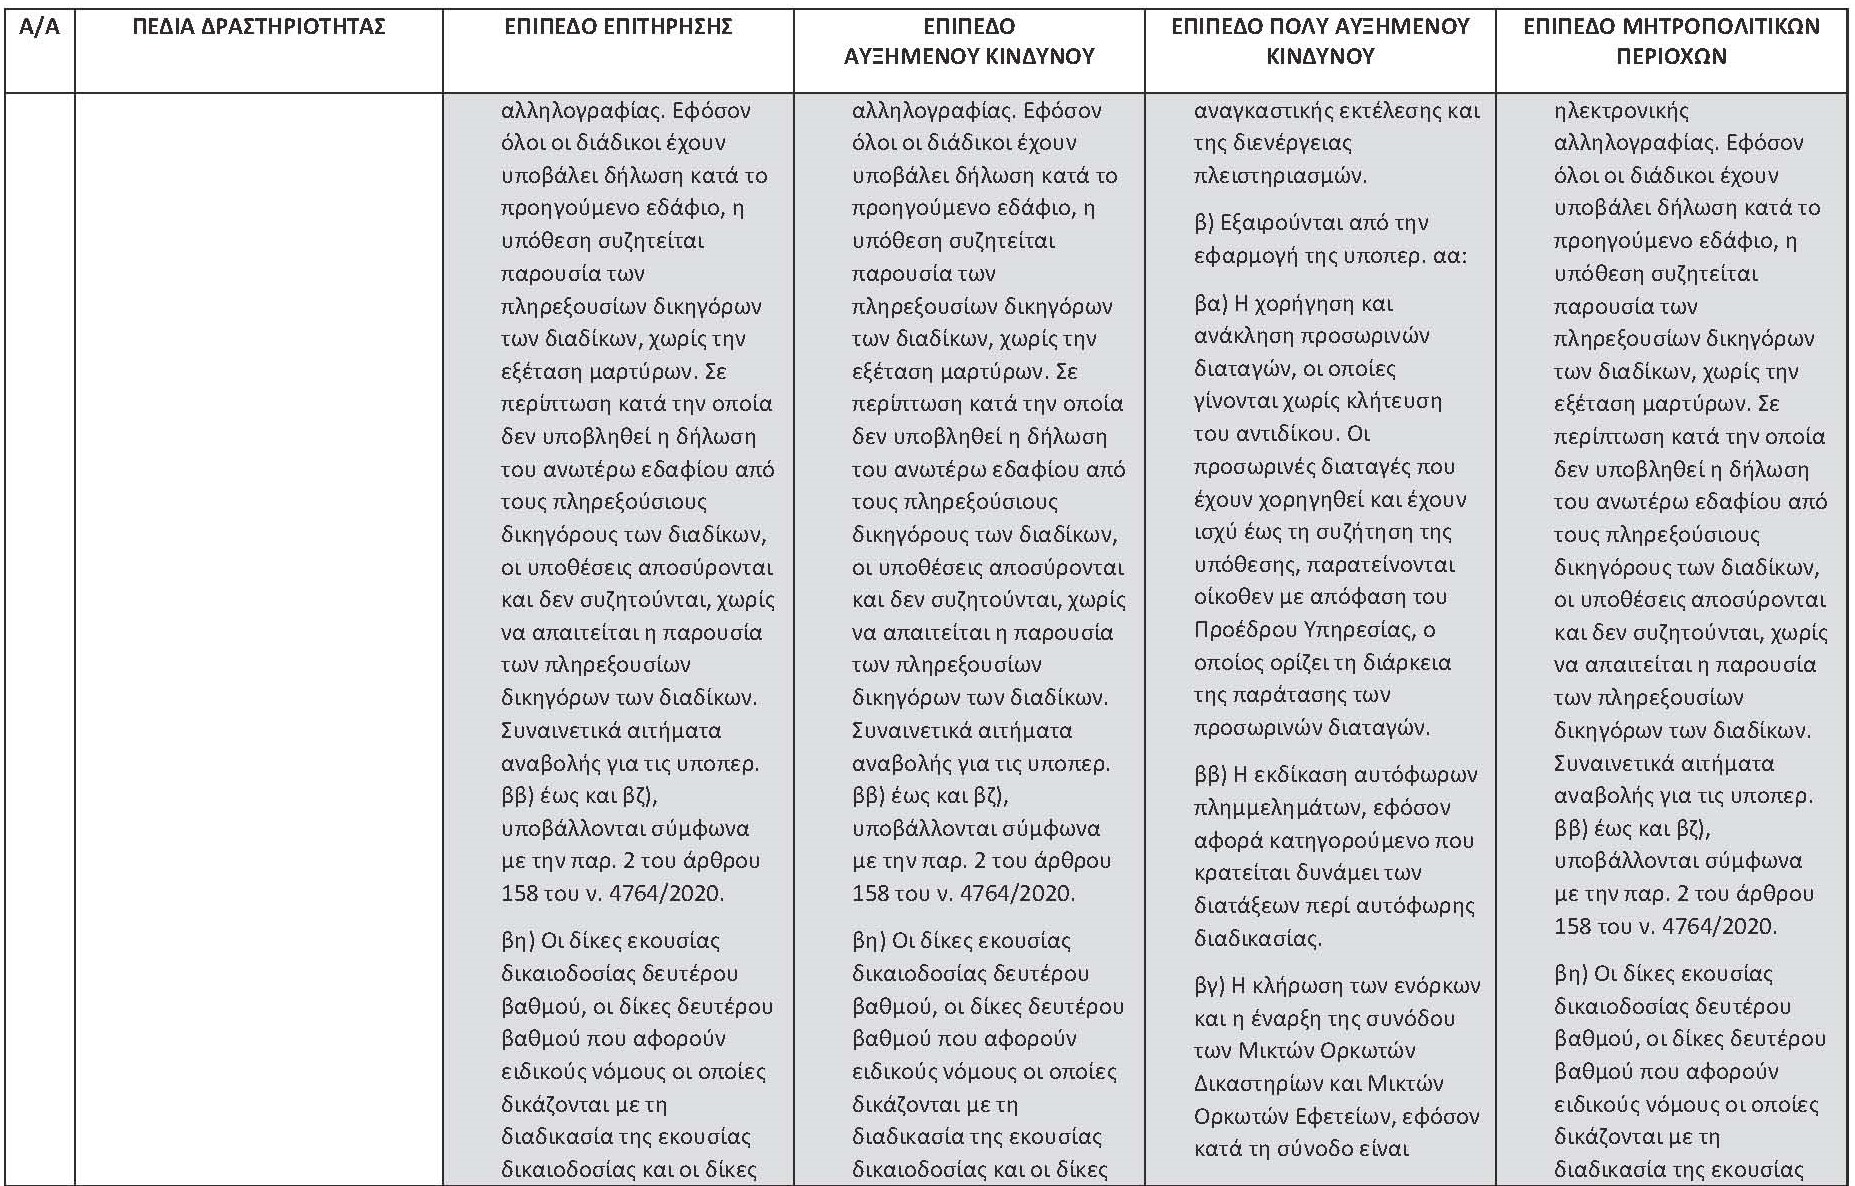 Α/Α
ΠΕΔΙΑ ΔΡΑΣΤΗΡΙΟΤΗΤΑΣ
ΕΠΙΠΕΔΟ ΕΠΙΤΗΡΗΣΗΣ
ΕΠΙΠΕΔΟ
ΑΥΞΗΜΕΝΟΥ ΚΙΝΔΥΝΟΥ
ΕΠΙΠΕΔΟ ΠΟΛΥ ΑΥΞΗΜΕΝΟΥ
ΚΙΝΔΥΝΟΥ
ΕΠΙΠΕΔΟ ΜΗΤΡΟΠΟΛΙΤΙΚΩΝ
ΠΕΡΙΟΧΩΝ
αλληλογραφίας. Εφόσον
όλοι οι διάδικοι έχουν
υποβάλει δήλωση κατά το
προηγούμενο εδάφιο, η
υπόθεση συζητείται
παρουσία των
πληρεξουσίων δικηγόρων
των διαδίκων, χωρίς την
εξέταση μαρτύρων. Σε
περίπτωση κατά την οποία
δεν υποβληθεί η δήλωση
του ανωτέρω εδαφίου από
τους πληρεξούσιους
δικηγόρους των διαδίκων,
οι υποθέσεις αποσύρονται
και δεν συζητούνται, χωρίς
να απαιτείται η παρουσία
των πληρεξουσίων
δικηγόρων των διαδίκων.
Συναινετικά αιτήματα
αναβολής για τις υποπερ.
ββ) έως και βζ),
υποβάλλονται σύμφωνα
με την παρ. 2 του άρθρου
158 του ν. 4764/2020.
βη) Οι δίκες εκουσίας
δικαιοδοσίας δευτέρου
βαθμού, οι δίκες δευτέρου
βαθμού που αφορούν
ειδικούς νόμους οι οποίες
δικάζονται με τη
διαδικασία της εκουσίας
δικαιοδοσίας και οι δίκες
αλληλογραφίας. Εφόσον
όλοι οι διάδικοι έχουν
υποβάλει δήλωση κατά το
προηγούμενο εδάφιο, η
υπόθεση συζητείται
παρουσία των
πληρεξουσίων δικηγόρων
των διαδίκων, χωρίς την
εξέταση μαρτύρων. Σε
περίπτωση κατά την οποία
δεν υποβληθεί η δήλωση
του ανωτέρω εδαφίου από
τους πληρεξούσιους
δικηγόρους των διαδίκων,
οι υποθέσεις αποσύρονται
και δεν συζητούνται, χωρίς
να απαιτείται η παρουσία
των πληρεξουσίων
δικηγόρων των διαδίκων.
Συναινετικά αιτήματα
αναβολής για τις υποπερ.
ββ) έως και βζ),
υποβάλλονται σύμφωνα
με την παρ. 2 του άρθρου
158 του ν. 4764/2020.
βη) Οι δίκες εκουσίας
δικαιοδοσίας δευτέρου
βαθμού, οι δίκες δευτέρου
βαθμού που αφορούν
ειδικούς νόμους οι οποίες
δικάζονται με τη
διαδικασία της εκουσίας
δικαιοδοσίας και οι δίκες
αναγκαστικής εκτέλεσης και
της διενέργειας
πλειστηριασμών.
β) Εξαιρούνται από την
εφαρμογή της υποπερ. αα:
βα) Η χορήγηση και
ανάκληση προσωρινών
διαταγών, οι οποίες
γίνονται χωρίς κλήτευση
του αντιδίκου. Οι
προσωρινές διαταγές που
έχουν χορηγηθεί και έχουν
ισχύ έως τη συζήτηση της
υπόθεσης, παρατείνονται
οίκοθεν με απόφαση του
Προέδρου Υπηρεσίας, ο
οποίος ορίζει τη διάρκεια
της παράτασης των
προσωρινών διαταγών.
ββ) Η εκδίκαση αυτόφωρων
πλημμελημάτων, εφόσον
αφορά κατηγορούμενο που
κρατείται δυνάμει των
διατάξεων περί αυτόφωρης
διαδικασίας.
βγ) Η κλήρωση των ενόρκων
και η έναρξη της συνόδου
των Μικτών Ορκωτών
Δικαστηρίων και Μικτών
Ορκωτών Εφετείων, εφόσον
κατά τη σύνοδο είναι
ηλεκτρονικής
αλληλογραφίας. Εφόσον
όλοι οι διάδικοι έχουν
υποβάλει δήλωση κατά το
προηγούμενο εδάφιο, η
υπόθεση συζητείται
παρουσία των
πληρεξουσίων δικηγόρων
των διαδίκων, χωρίς την
εξέταση μαρτύρων. Σε
περίπτωση κατά την οποία
δεν υποβληθεί η δήλωση
του ανωτέρω εδαφίου από
τους πληρεξούσιους
δικηγόρους των διαδίκων,
οι υποθέσεις αποσύρονται
και δεν συζητούνται, χωρίς
να απαιτείται η παρουσία
των πληρεξουσίων
δικηγόρων των διαδίκων.
Συναινετικά αιτήματα
αναβολής για τις υποπερ.
ββ) έως και βζ),
υποβάλλονται σύμφωνα
με την παρ. 2 του άρθρου
158 του ν. 4764/2020.
βη) Οι δίκες εκουσίας
δικαιοδοσίας δευτέρου
βαθμού, οι δίκες δευτέρου
βαθμού που αφορούν
ειδικούς νόμους οι οποίες
δικάζονται με τη
διαδικασία της εκουσίας